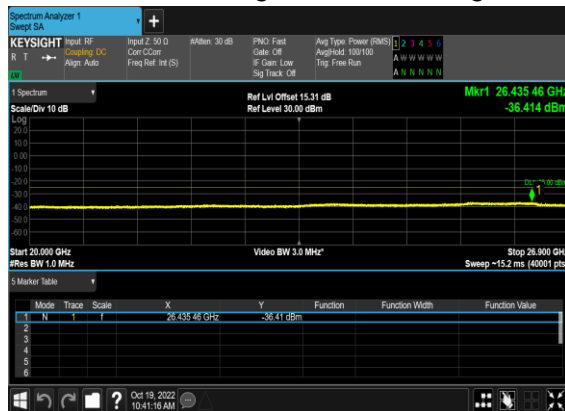 Spectrum Analyzer 1
Swept SA
KEYSIGHT Input: RF Input Z: 50 Ω #Atten: 30 dB PNO: Fast Avg Type: Power (RMS) 1 2 3 4 5 6
R T Coupling: DC Corr CCorr Gate: Off Avg|Hold: 100/100 A W W W W W
Align: Auto Freq Ref: Int (S) IF Gain: Low Trig: Free Run
LW Sig Track: Off A N N N N N
1 Spectrum Ref Lvl Offset 15.31 dB Mkr1 26.435 46 GHz
Scale/Div 10 dB Ref Level 30.00 dBm -36.414 dBm
Log
20.0
10.0
0.00
-10.0
-20.0
-30.0
1
-40.0
-50.0
-60.0
Start 20.000 GHz Video BW 3.0 MHz* Stop 26.900 GHz
#Res BW 1.0 MHz Sweep ~15.2 ms (40001 pts
5 Marker Table
Mode Trace Scale X Y Function Function Width Function Value
1 N 1 f 26.435 46 GHz -36.41 dBm
2
3
4
5
6
? Oct 19, 2022
10:41:16 AM